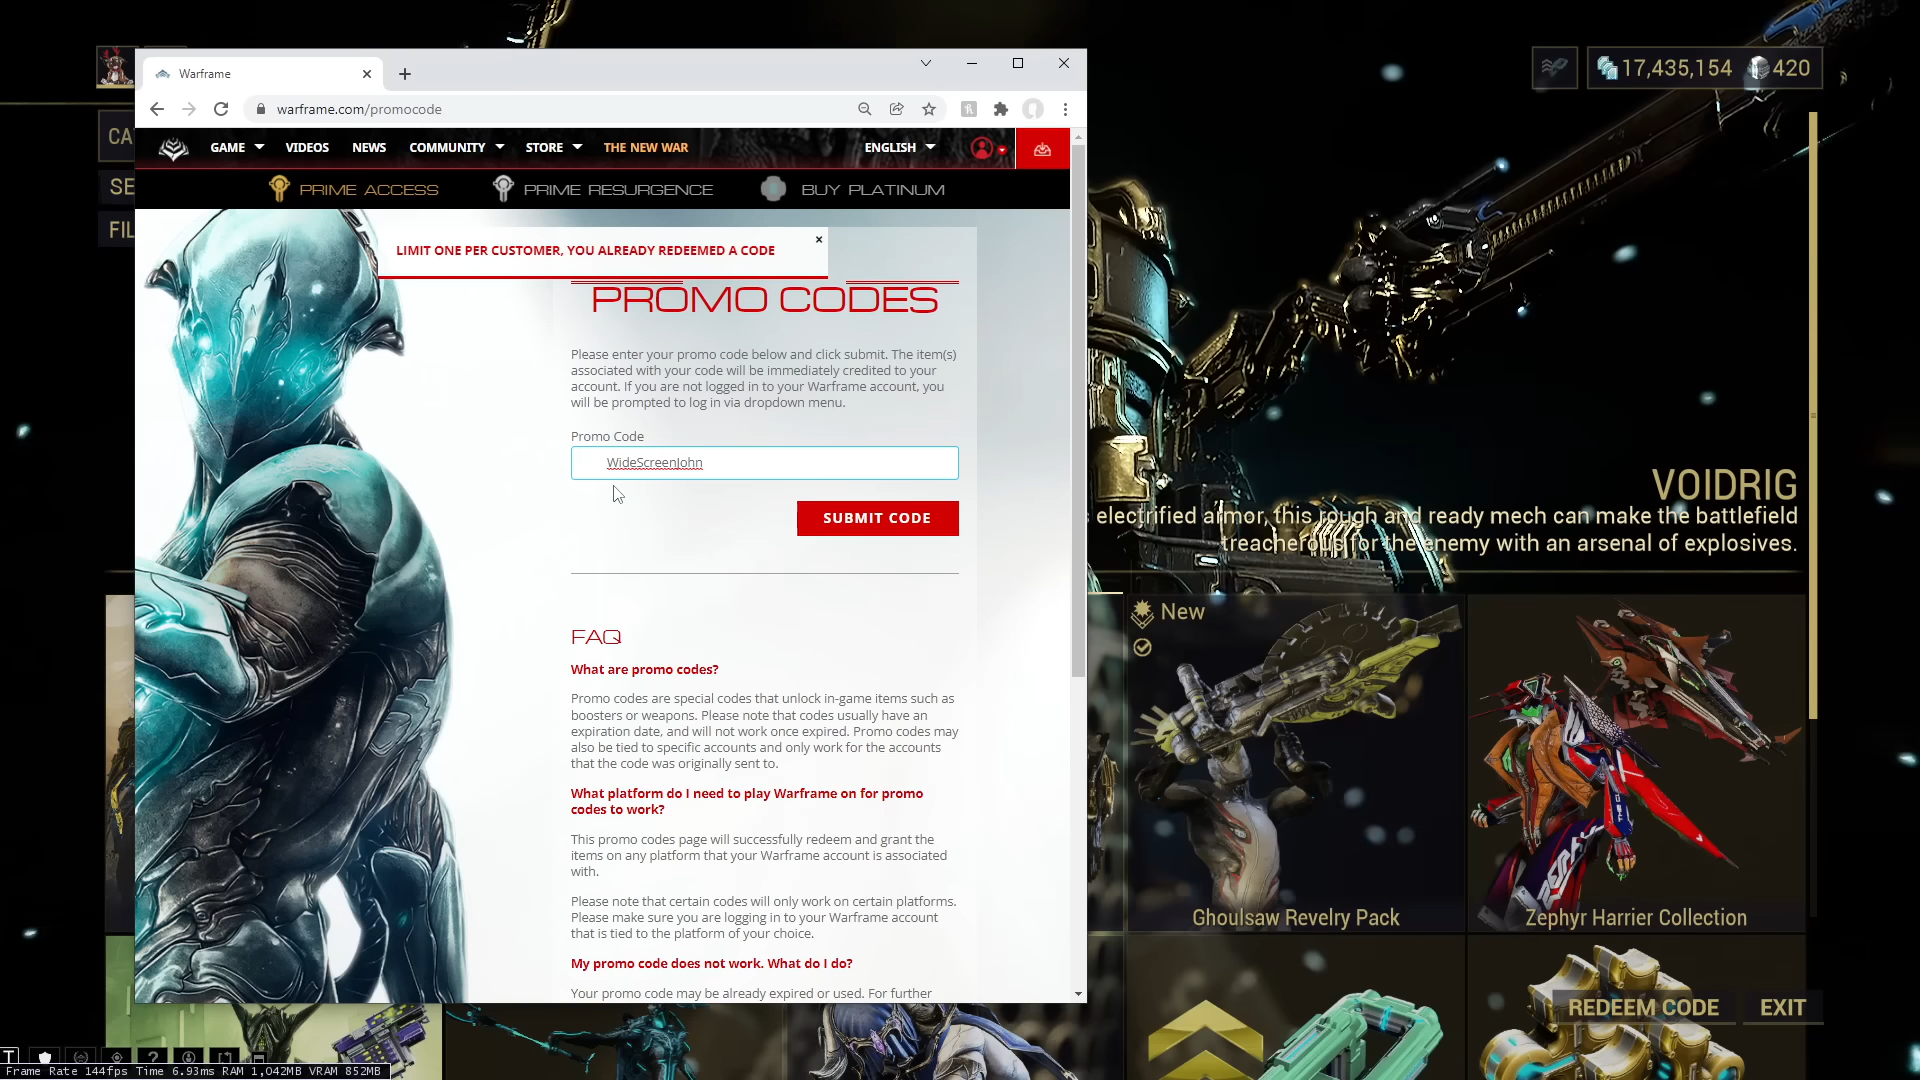 Warframe
warframe.com/promocode
17,435,154 420
CA
SE
FIL
GAME VIDEOS NEWS COMMUNITY STORE THE NEW WAR ENGLISH
PRIME ACCESS PRIME RESURGENCE BUY PLATINUM
LIMIT ONE PER CUSTOMER, YOU ALREADY REDEEMED A CODE
PROMO CODES
Please enter your promo code below and click submit. The item(s)
associated with your code will be immediately credited to your
account. If you are not logged in to your Warframe account, you
will be prompted to log in via dropdown menu.
Promo Code
WideScreenJohn
SUBMIT CODE
FAQ
What are promo codes?
Promo codes are special codes that unlock in-game items such as
boosters or weapons. Please note that codes usually have an
expiration date, and will not work once expired. Promo codes may
also be tied to specific accounts and only work for the accounts
that the code was originally sent to.
What platform do I need to play Warframe on for promo
codes to work?
This promo codes page will successfully redeem and grant the
items on any platform that your Warframe account is associated
with.
Please note that certain codes will only work on certain platforms.
Please make sure you are logging in to your Warframe account
that is tied to the platform of your choice.
My promo code does not work. What do I do?
Your promo code may be already expired or used. For further
VOIDRIG
electrified armor, this rough and ready mech can make the battlefield
treacherous for the enemy with an arsenal of explosives.
New
Ghoulsaw Revelry Pack
Zephyr Harrier Collection
REDEEM CODE EXIT
T
?
Frame Rate 144fps Time 6.93ms RAM 1,042MB VRAM 852MB